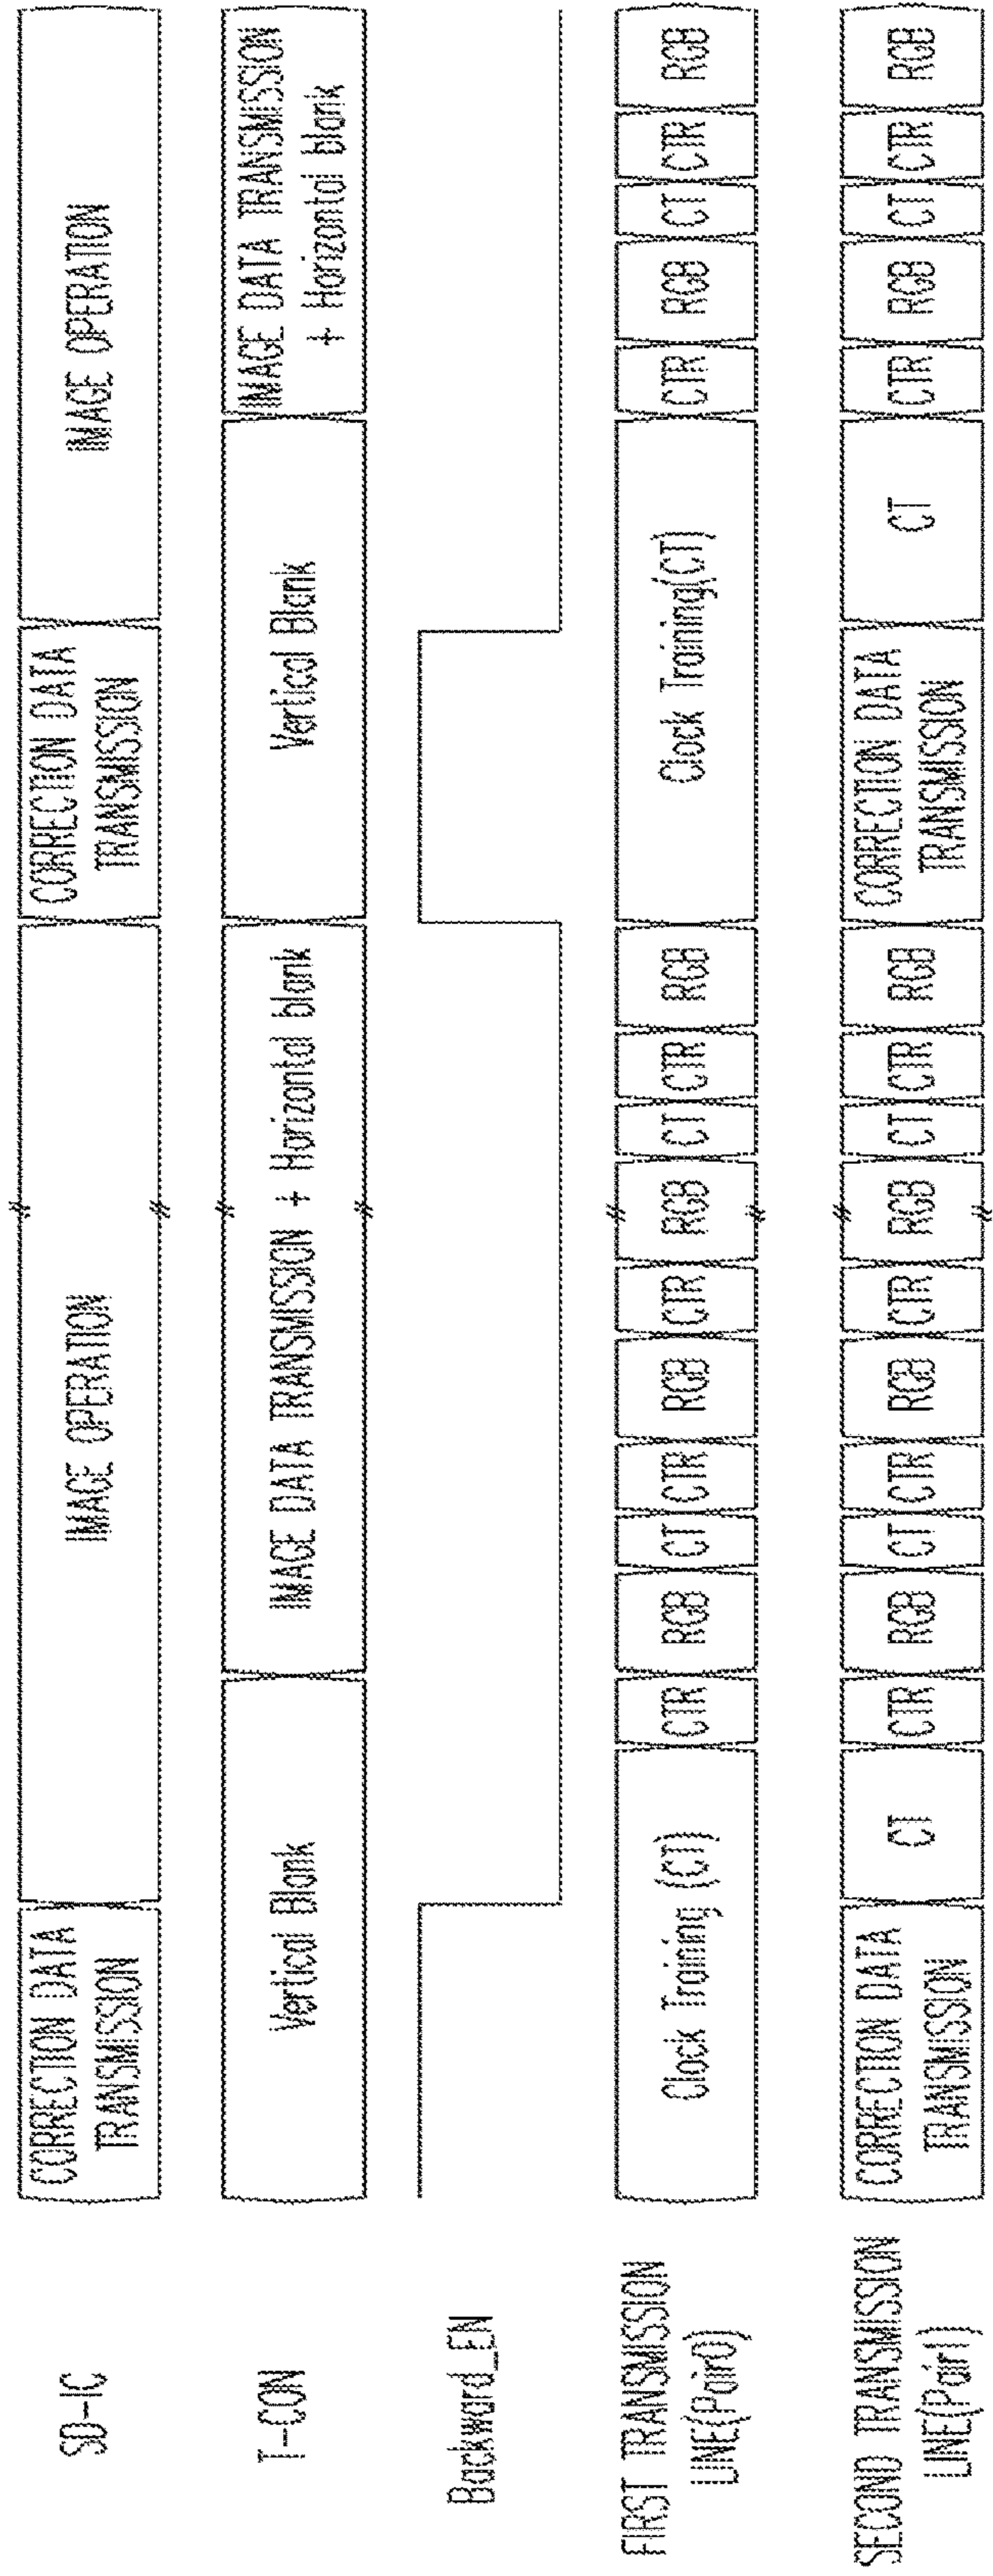 SD-IC
CORRECTION DATA
TRANSMISSION
IMAGE OPERATION
CORRECTION DATA
TRANSMISSION
IMAGE OPERATION
T-CON
Vertical Blank
IMAGE DATA TRANSMISSION + Horizontal blank
Vertical Blank
IMAGE DATA TRANSMISSION
+ Horizontal blank
Backward_EN
FIRST TRANSMISSION
LINE(Pair0)
Clock Training (CT)
CTR
RGB
CT
CTR
RGB
CTR
RGB
CT
CTR
RGB
Clock Training(CT)
CTR
RGB
CT
CTR
RGB
SECOND TRANSMISSION
LINE(Pair1)
CORRECTION DATA
TRANSMISSION
CT
CTR
RGB
CT
CTR
RGB
CTR
RGB
CT
CTR
RGB
CORRECTION DATA
TRANSMISSION
CT
CTR
RGB
CT
CTR
RGB